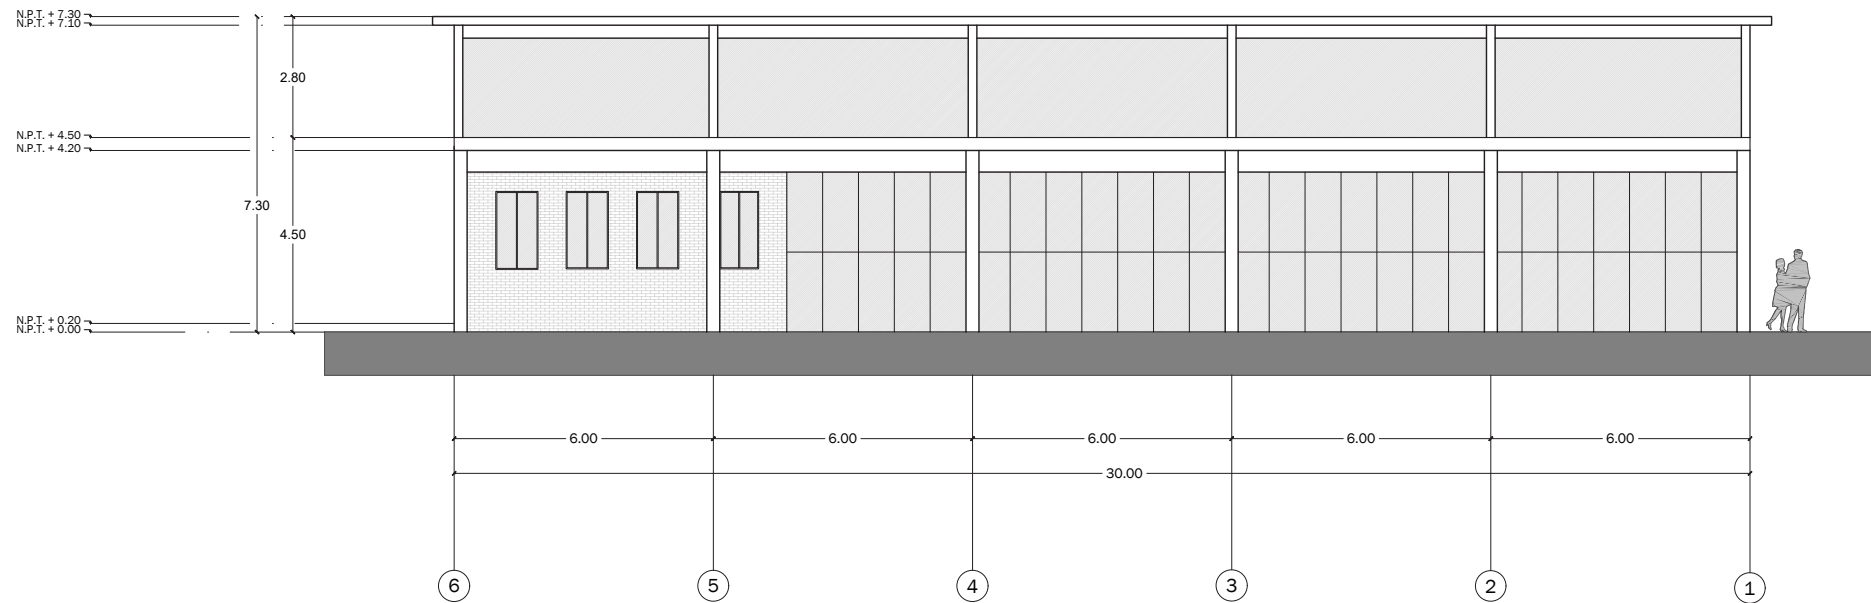 N.P.T. + 7.30
N.P.T. + 7.10
2.80
N.P.T. + 4.50
N.P.T. + 4.20
7.30
4.50
N.P.T. + 0.20
N.P.T. + 0.00
6.00 6.00 6.00 6.00 6.00
30.00
6 5 4 3 2 1